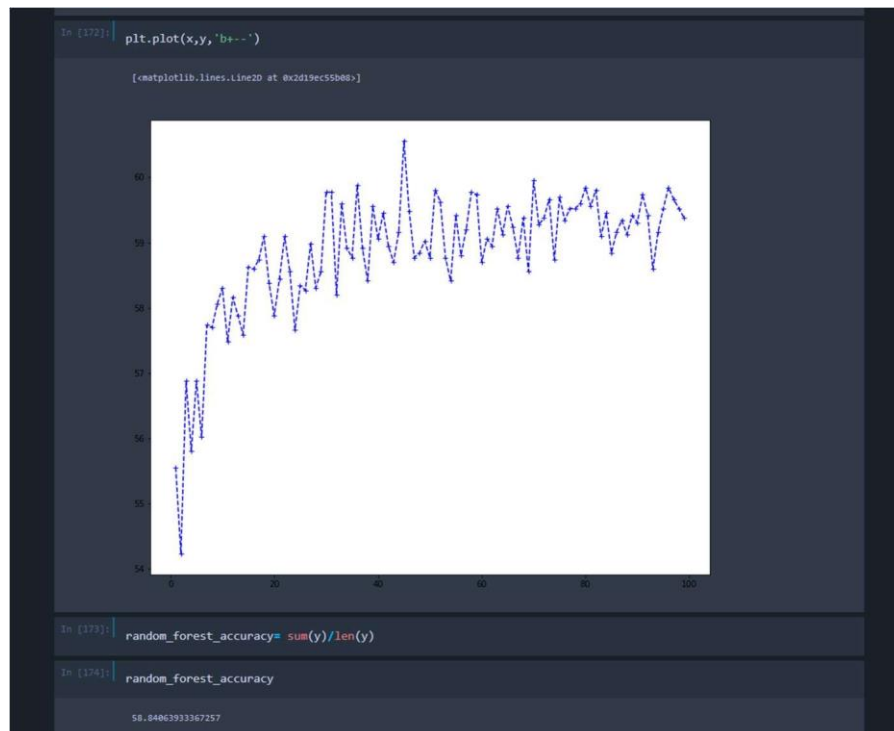 In [172]: plt.plot(x,y,'b+--')
[<matplotlib.lines.Line2D at 0x2d19ec55b08>]
60
59
58
57
56
55
54
0 20 40 60 80 100
In [173]: random_forest_accuracy= sum(y)/len(y)
In [174]: random_forest_accuracy
58.84063933367257